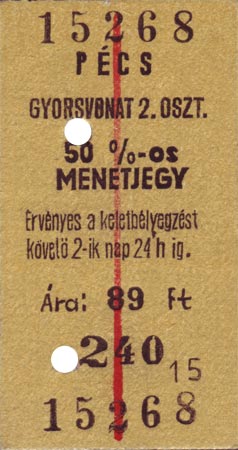 15268
PÉCS
GYORSVONAT 2. OSZT.
50 %-os
MENETJEGY
Érvényes a keletbélyegzést
követő 2-ik nap 24 h ig.
Ára: 89 Ft
240
15
15268